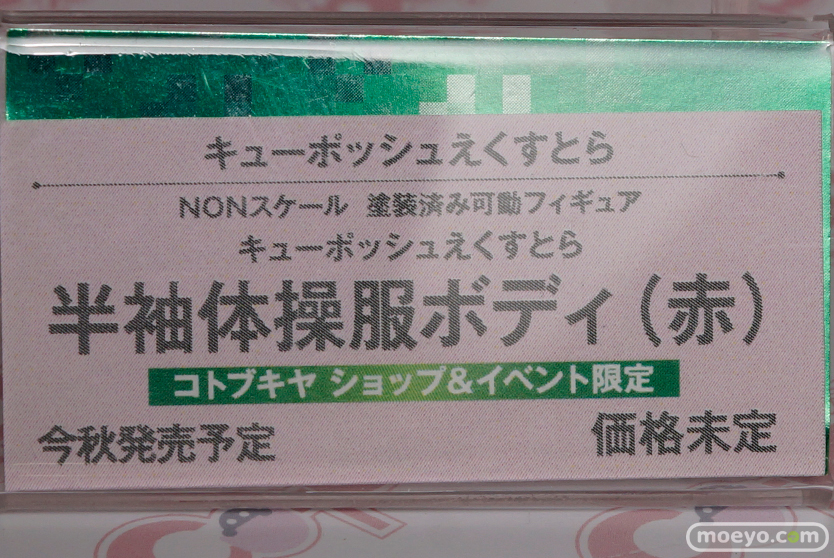 キューポッシュえくすとら
NONスケール 塗装済み可動フィギュア
キューポッシュえくすとら
半袖体操服ボディ（赤）
コトブキヤ ショップ&イベント限定
今秋発売予定
価格未定
moeyo.com